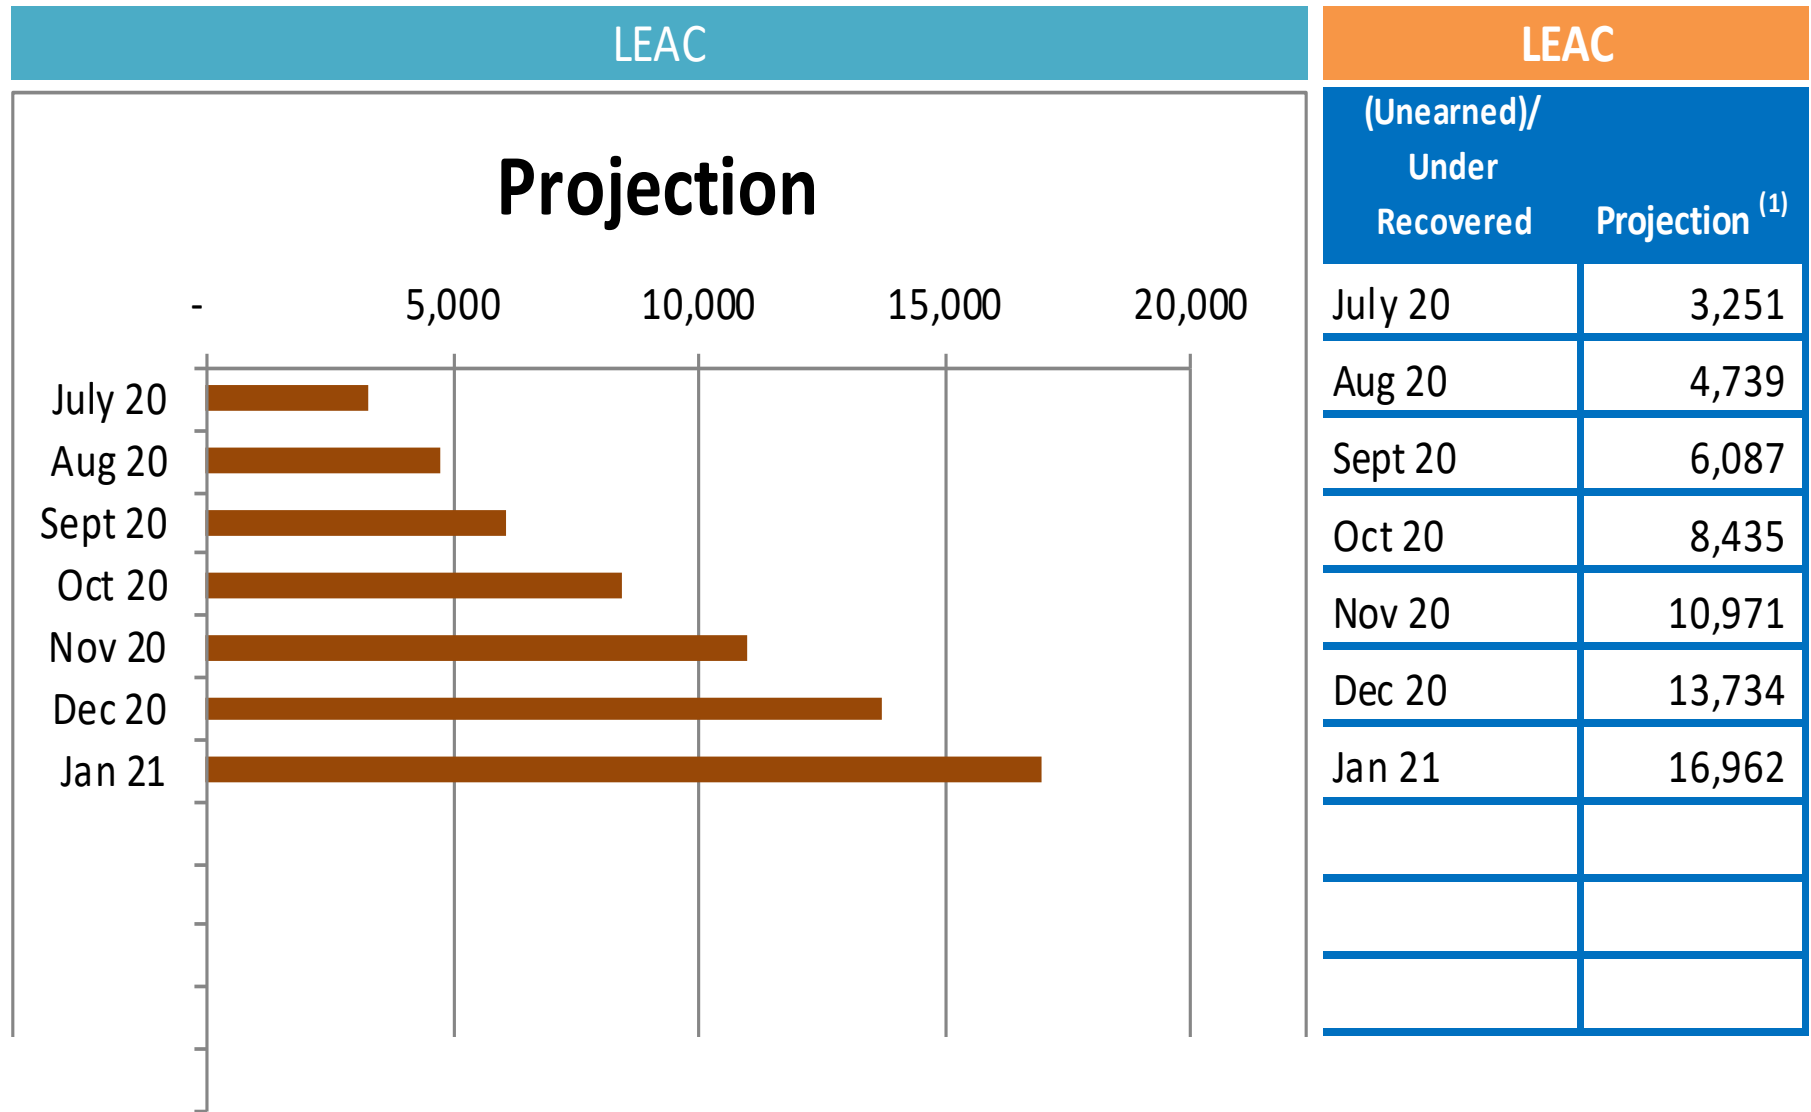 LEAC
Projection
- 5,000 10,000 15,000 20,000
July 20
Aug 20
Sept 20
Oct 20
Nov 20
Dec 20
Jan 21
LEAC
(Unearned)/
Under
Recovered Projection (1)
July 20 3,251
Aug 20 4,739
Sept 20 6,087
Oct 20 8,435
Nov 20 10,971
Dec 20 13,734
Jan 21 16,962